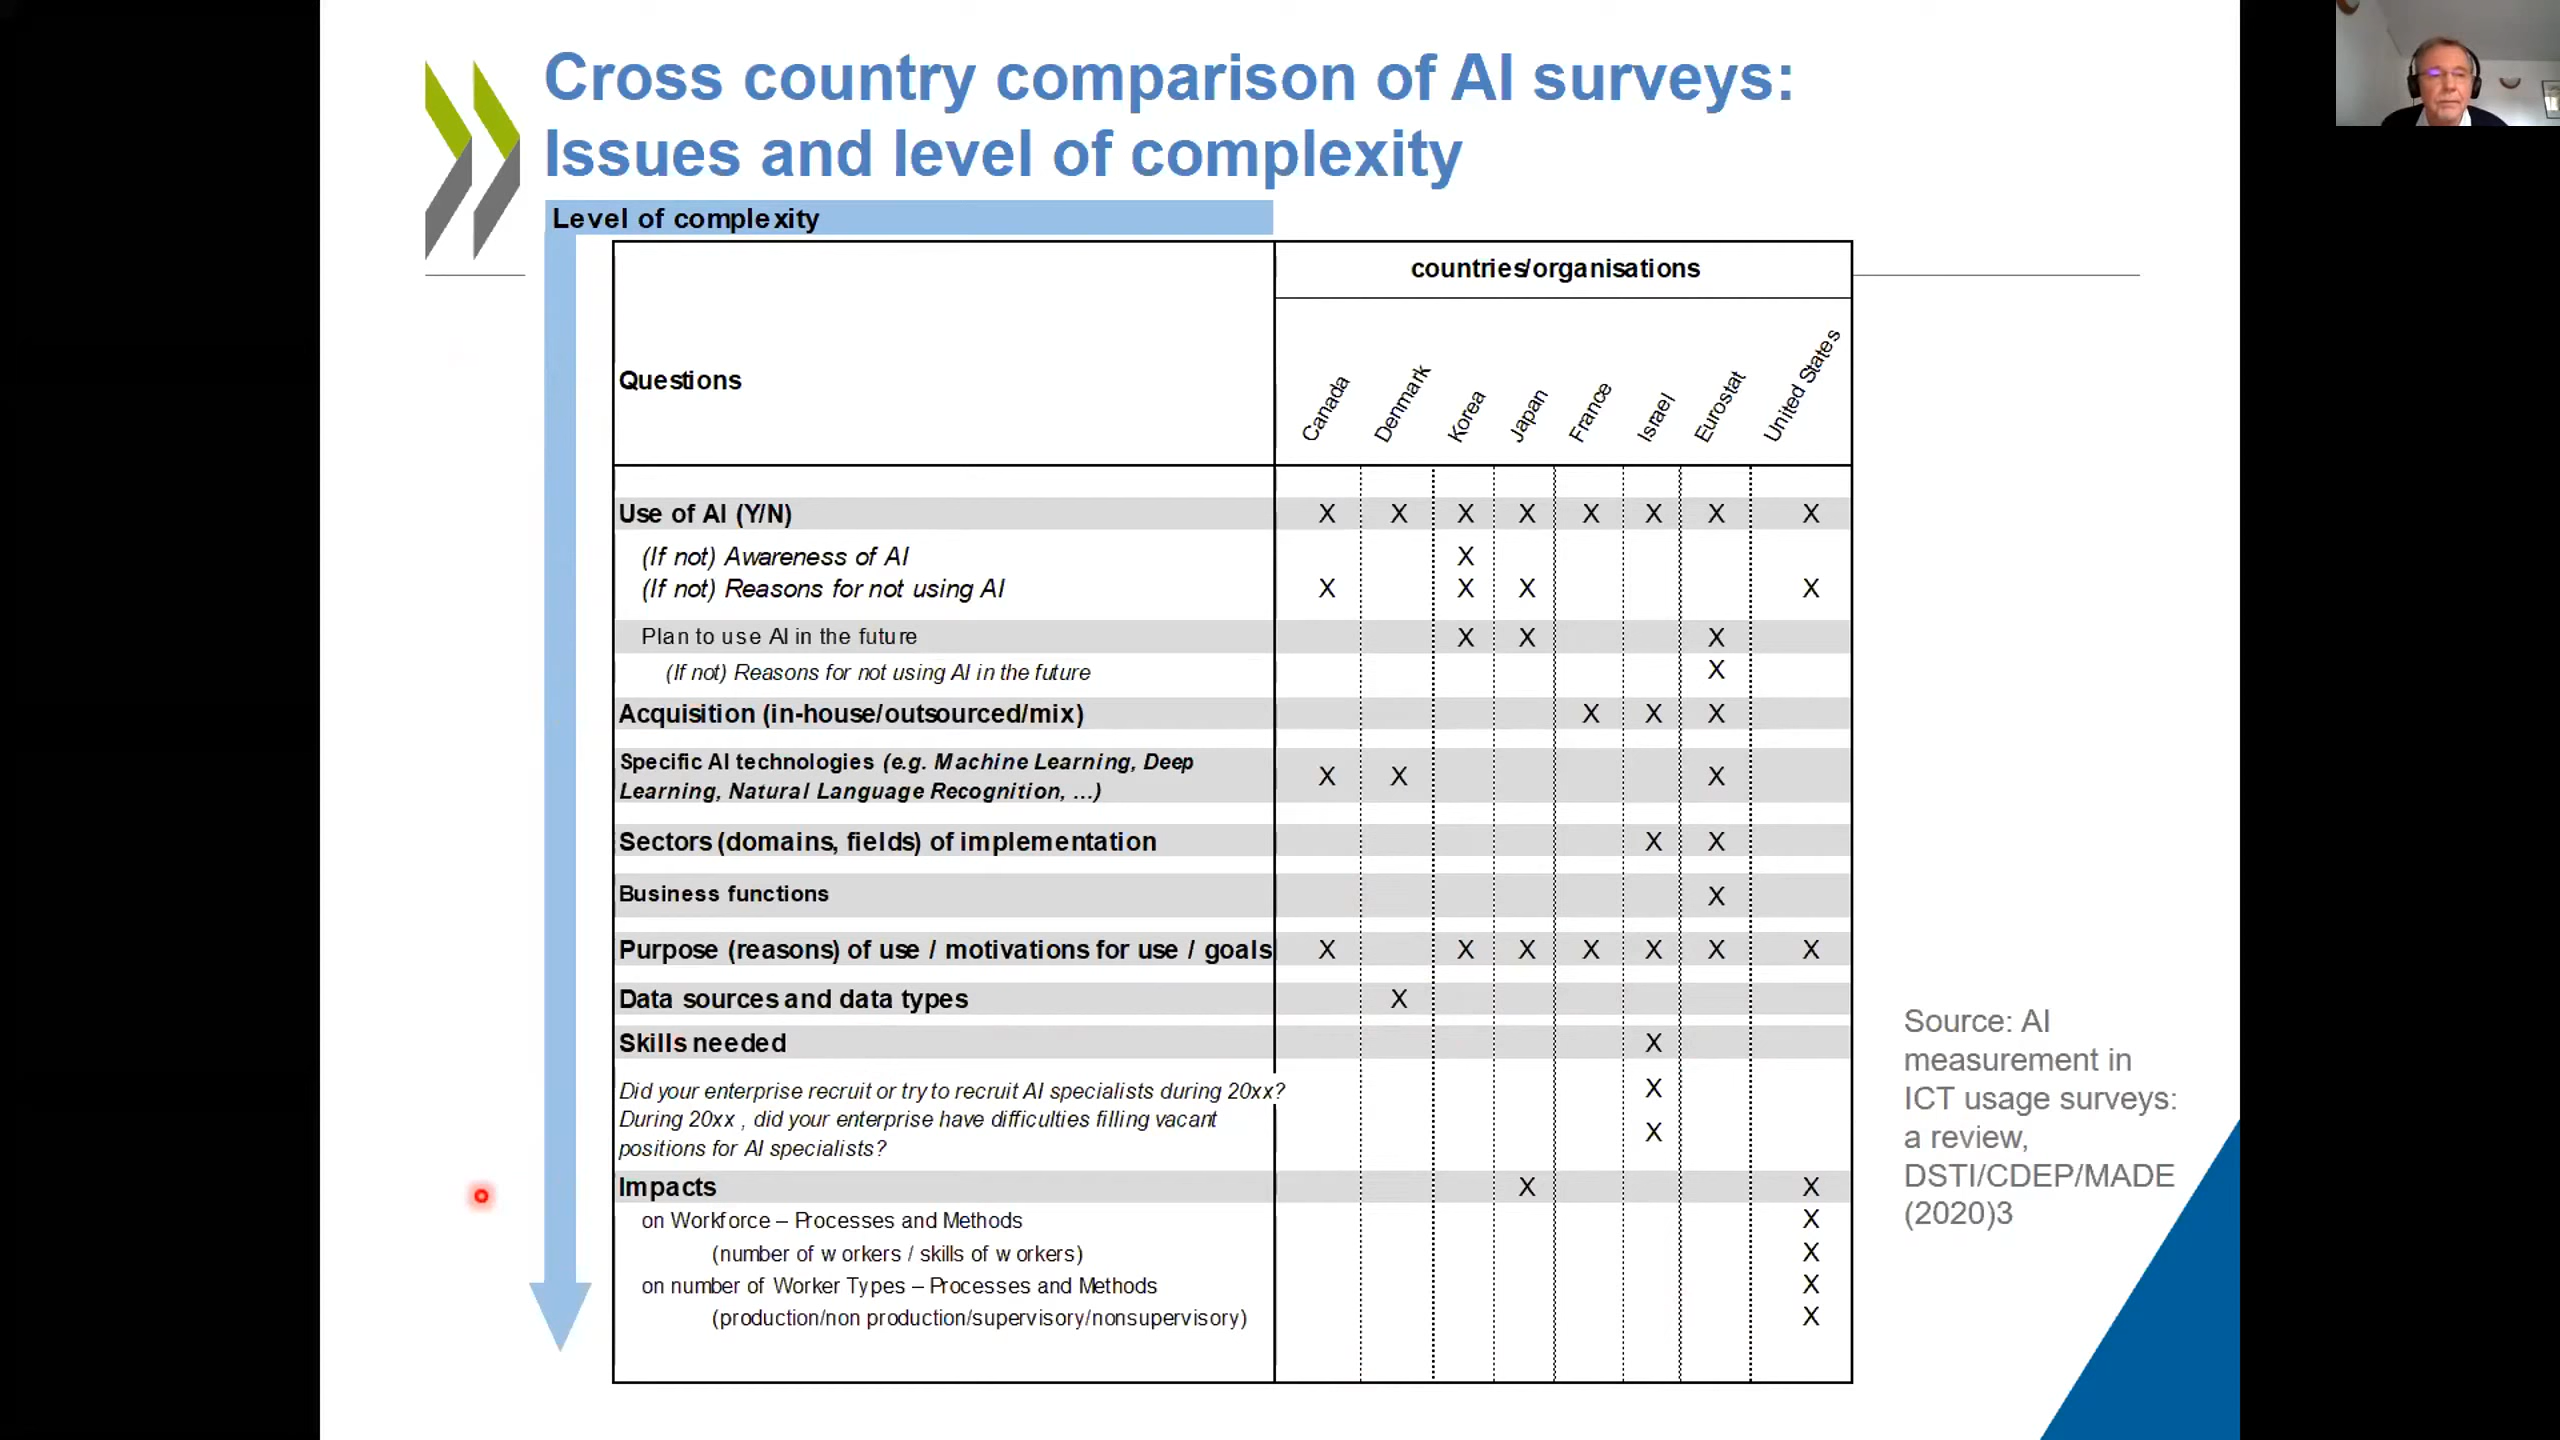 Cross country comparison of AI surveys:
Issues and level of complexity
Level of complexity
countries/organisations
Questions
Canada
Denmark
Korea
Japan
France
Israel
Eurostat
United States
Use of AI (Y/N) X X X X X X X X
(If not) Awareness of AI X
(If not) Reasons for not using AI X X X X
Plan to use AI in the future X X X
(If not) Reasons for not using AI in the future X
Acquisition (in-house/outsourced/mix) X X X
Specific AI technologies (e.g. Machine Learning, Deep
Learning, Natural Language Recognition, ...) X X X
Sectors (domains, fields) of implementation X X
Business functions X
Purpose (reasons) of use / motivations for use / goals X X X X X X X
Data sources and data types X
Skills needed X
Did your enterprise recruit or try to recruit AI specialists during 20xx? X
During 20xx , did your enterprise have difficulties filling vacant
positions for AI specialists? X
Impacts X X
on Workforce – Processes and Methods X
(number of workers / skills of workers) X
on number of Worker Types – Processes and Methods X
(production/non production/supervisory/nonsupervisory) X
Source: AI
measurement in
ICT usage surveys:
a review,
DSTI/CDEP/MADE
(2020)3